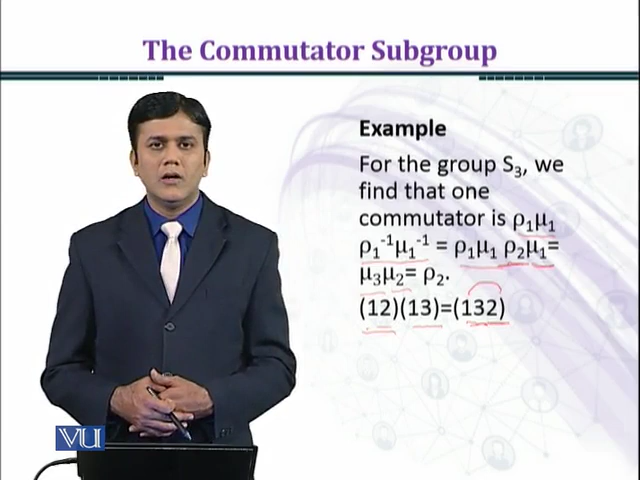 The Commutator Subgroup
Example
For the group S₃, we
find that one
commutator is ρ₁μ₁
ρ₁⁻¹μ₁⁻¹ = ρ₁μ₁ ρ₂μ₁=
μ₃μ₂= ρ₂.
(12)(13)=(132)
VU